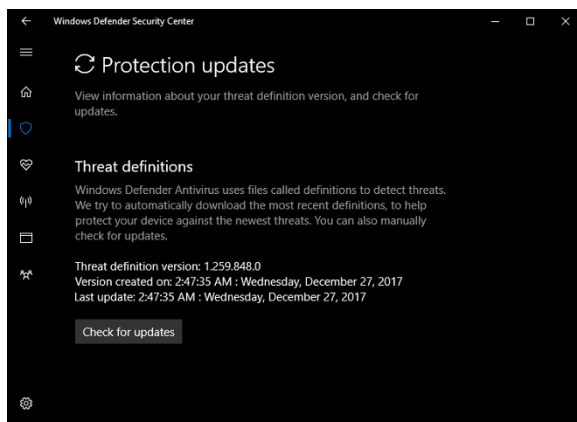 Windows Defender Security Center
Protection updates
View information about your threat definition version, and check for
updates.
Threat definitions
Windows Defender Antivirus uses files called definitions to detect threats.
We try to automatically download the most recent definitions, to help
protect your device against the newest threats. You can also manually
check for updates.
Threat definition version: 1.259.848.0
Version created on: 2:47:35 AM : Wednesday, December 27, 2017
Last update: 2:47:35 AM : Wednesday, December 27, 2017
Check for updates